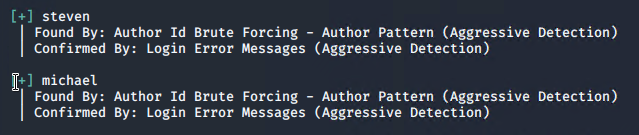 [+] steven
| Found By: Author Id Brute Forcing - Author Pattern (Aggressive Detection)
| Confirmed By: Login Error Messages (Aggressive Detection)
[+] michael
| Found By: Author Id Brute Forcing - Author Pattern (Aggressive Detection)
| Confirmed By: Login Error Messages (Aggressive Detection)